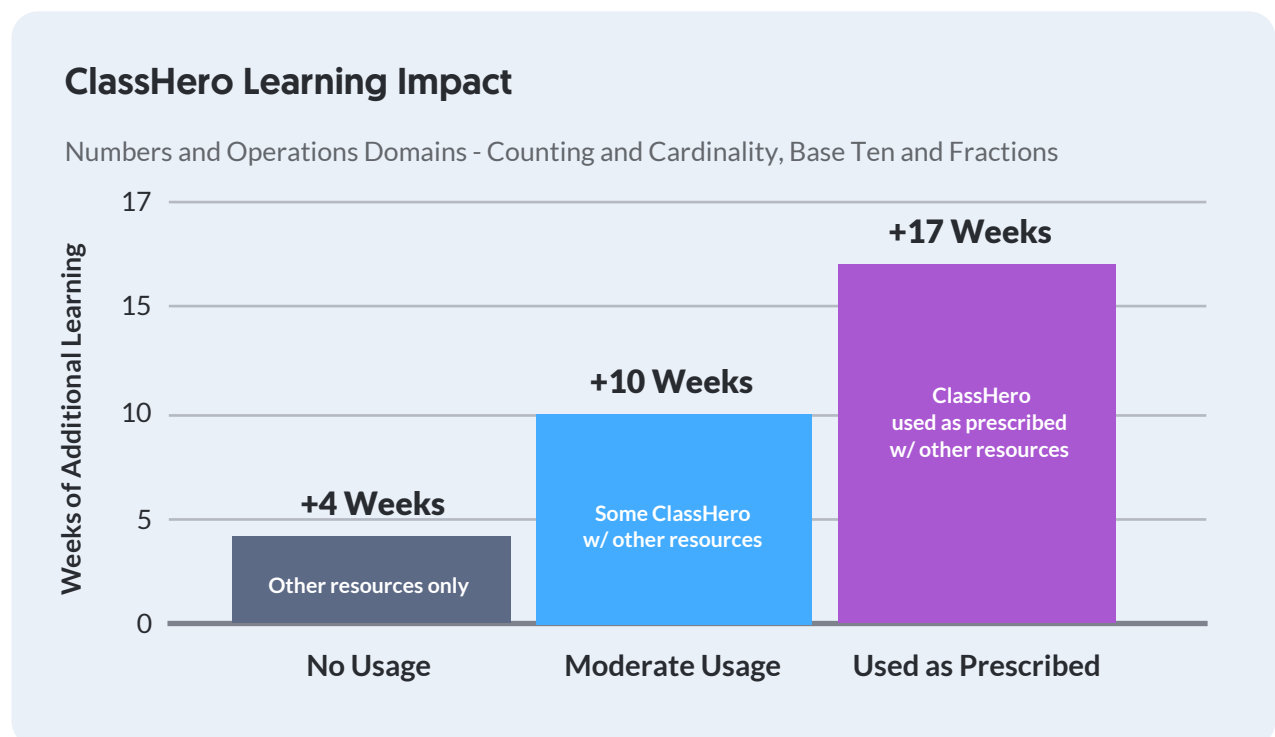 ClassHero Learning Impact
Numbers and Operations Domains - Counting and Cardinality, Base Ten and Fractions
Weeks of Additional Learning
17
15
10
5
0
+4 Weeks
Other resources only
+10 Weeks
Some ClassHero
w/ other resources
+17 Weeks
ClassHero
used as prescribed
w/ other resources
No Usage
Moderate Usage
Used as Prescribed